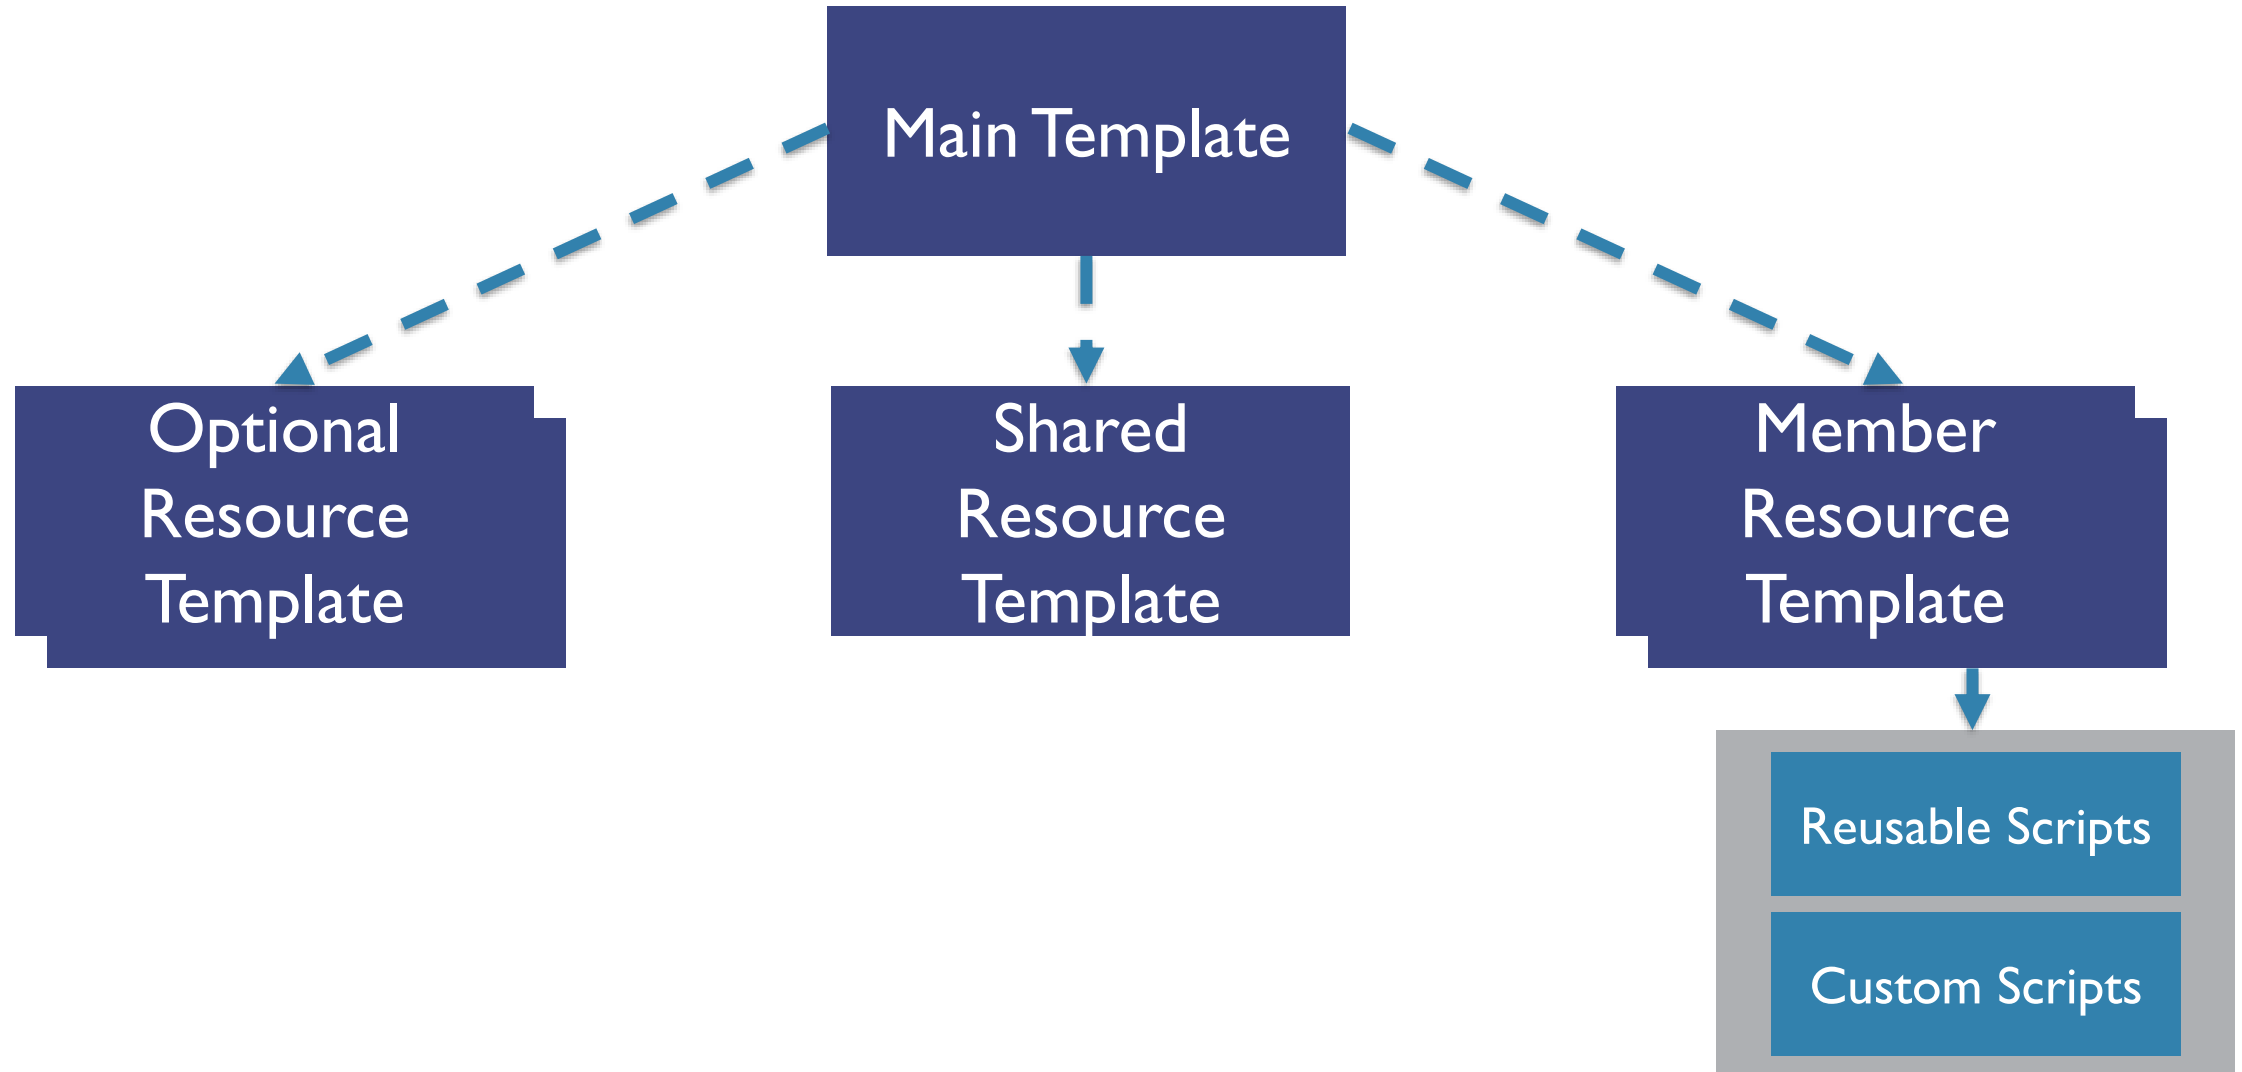 Main Template
Optional
Resource
Template
Shared
Resource
Template
Member
Resource
Template
Reusable Scripts
Custom Scripts